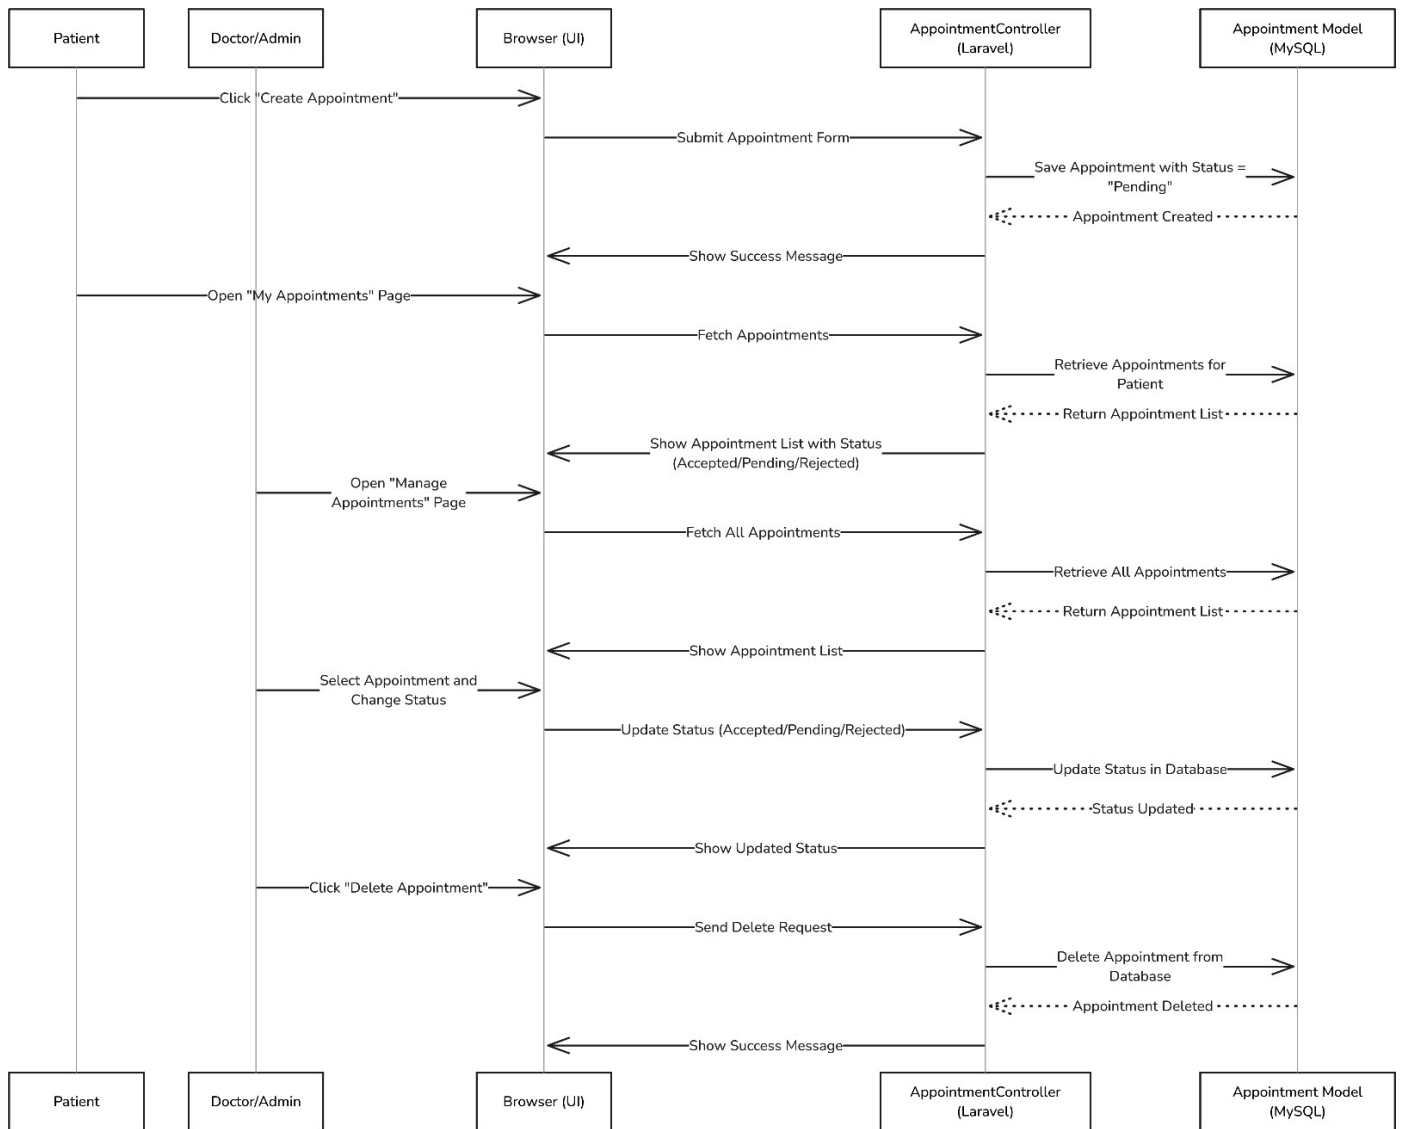 Patient
Doctor/Admin
Browser (UI)
AppointmentController
(Laravel)
Appointment Model
(MySQL)
Click "Create Appointment"
Submit Appointment Form
Save Appointment with Status =
"Pending"
Appointment Created
Show Success Message
Open "My Appointments" Page
Fetch Appointments
Retrieve Appointments for
Patient
Return Appointment List
Show Appointment List with Status
(Accepted/Pending/Rejected)
Open "Manage
Appointments" Page
Fetch All Appointments
Retrieve All Appointments
Return Appointment List
Show Appointment List
Select Appointment and
Change Status
Update Status (Accepted/Pending/Rejected)
Update Status in Database
Status Updated
Show Updated Status
Click "Delete Appointment"
Send Delete Request
Delete Appointment from
Database
Appointment Deleted
Show Success Message
Patient
Doctor/Admin
Browser (UI)
AppointmentController
(Laravel)
Appointment Model
(MySQL)